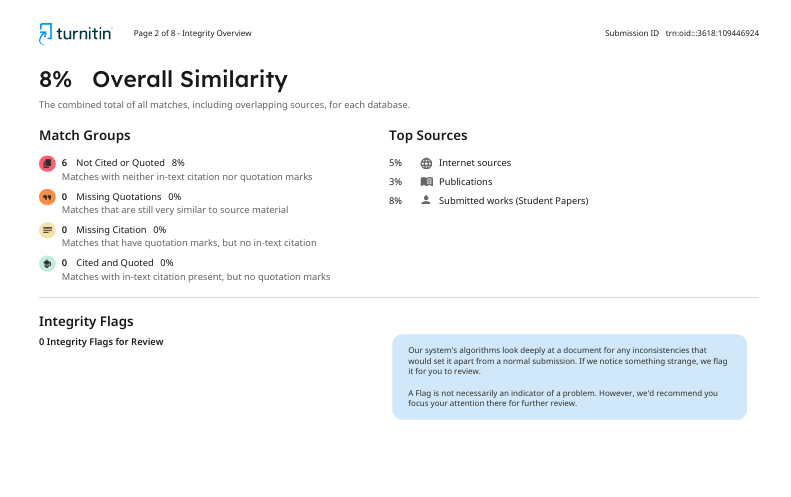 turnitin
Page 2 of 8 - Integrity Overview
Submission ID trn:oid:::3618:109446924
8% Overall Similarity
The combined total of all matches, including overlapping sources, for each database.
Match Groups
6 Not Cited or Quoted 8%
Matches with neither in-text citation nor quotation marks
0 Missing Quotations 0%
Matches that are still very similar to source material
0 Missing Citation 0%
Matches that have quotation marks, but no in-text citation
0 Cited and Quoted 0%
Matches with in-text citation present, but no quotation marks
Top Sources
5% Internet sources
3% Publications
8% Submitted works (Student Papers)
Integrity Flags
0 Integrity Flags for Review
Our system's algorithms look deeply at a document for any inconsistencies that
would set it apart from a normal submission. If we notice something strange, we flag
it for you to review.
A Flag is not necessarily an indicator of a problem. However, we'd recommend you
focus your attention there for further review.